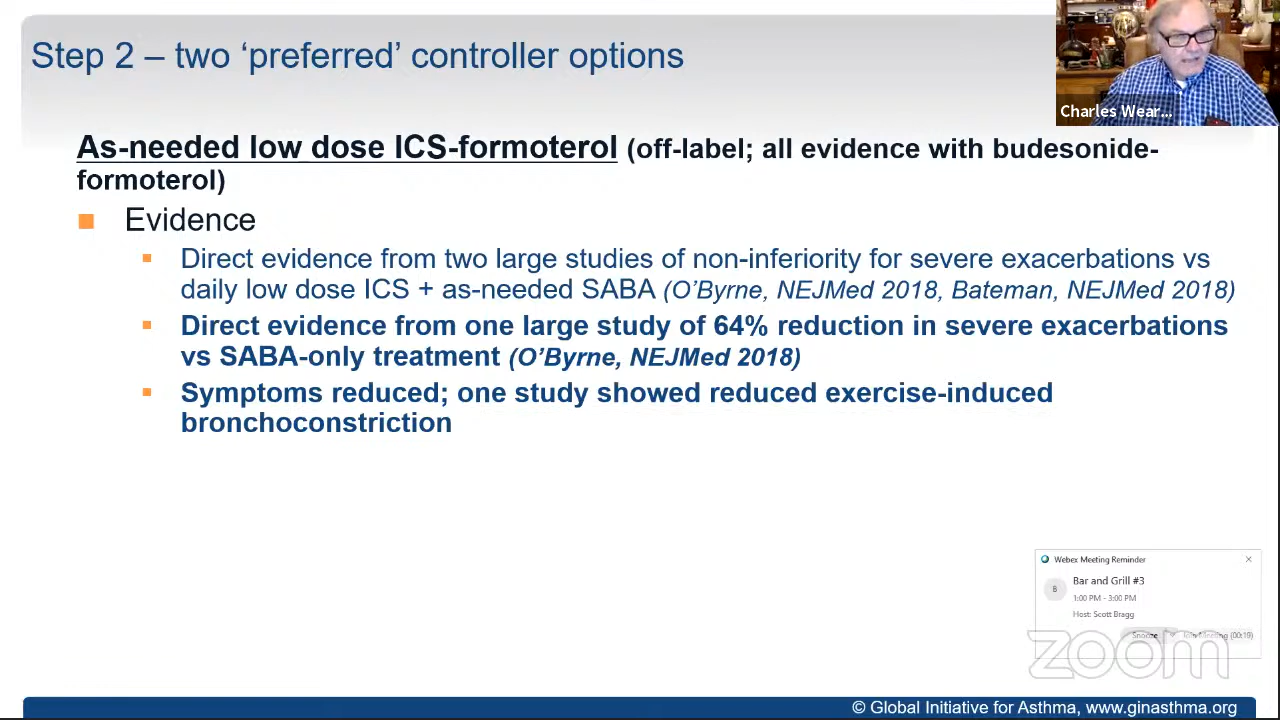 Step 2 – two ‘preferred’ controller options
Charles Wear...
As-needed low dose ICS-formoterol (off-label; all evidence with budesonide-
formoterol)
Evidence
Direct evidence from two large studies of non-inferiority for severe exacerbations vs
daily low dose ICS + as-needed SABA (O’Byrne, NEJMed 2018, Bateman, NEJMed 2018)
Direct evidence from one large study of 64% reduction in severe exacerbations
vs SABA-only treatment (O’Byrne, NEJMed 2018)
Symptoms reduced; one study showed reduced exercise-induced
bronchoconstriction
Webex Meeting Reminder
B
Bar and Grill #3
1:00 PM - 3:00 PM
Host: Scott Bragg
Snooze
Join Meeting (00:19)
zoom
© Global Initiative for Asthma, www.ginasthma.org